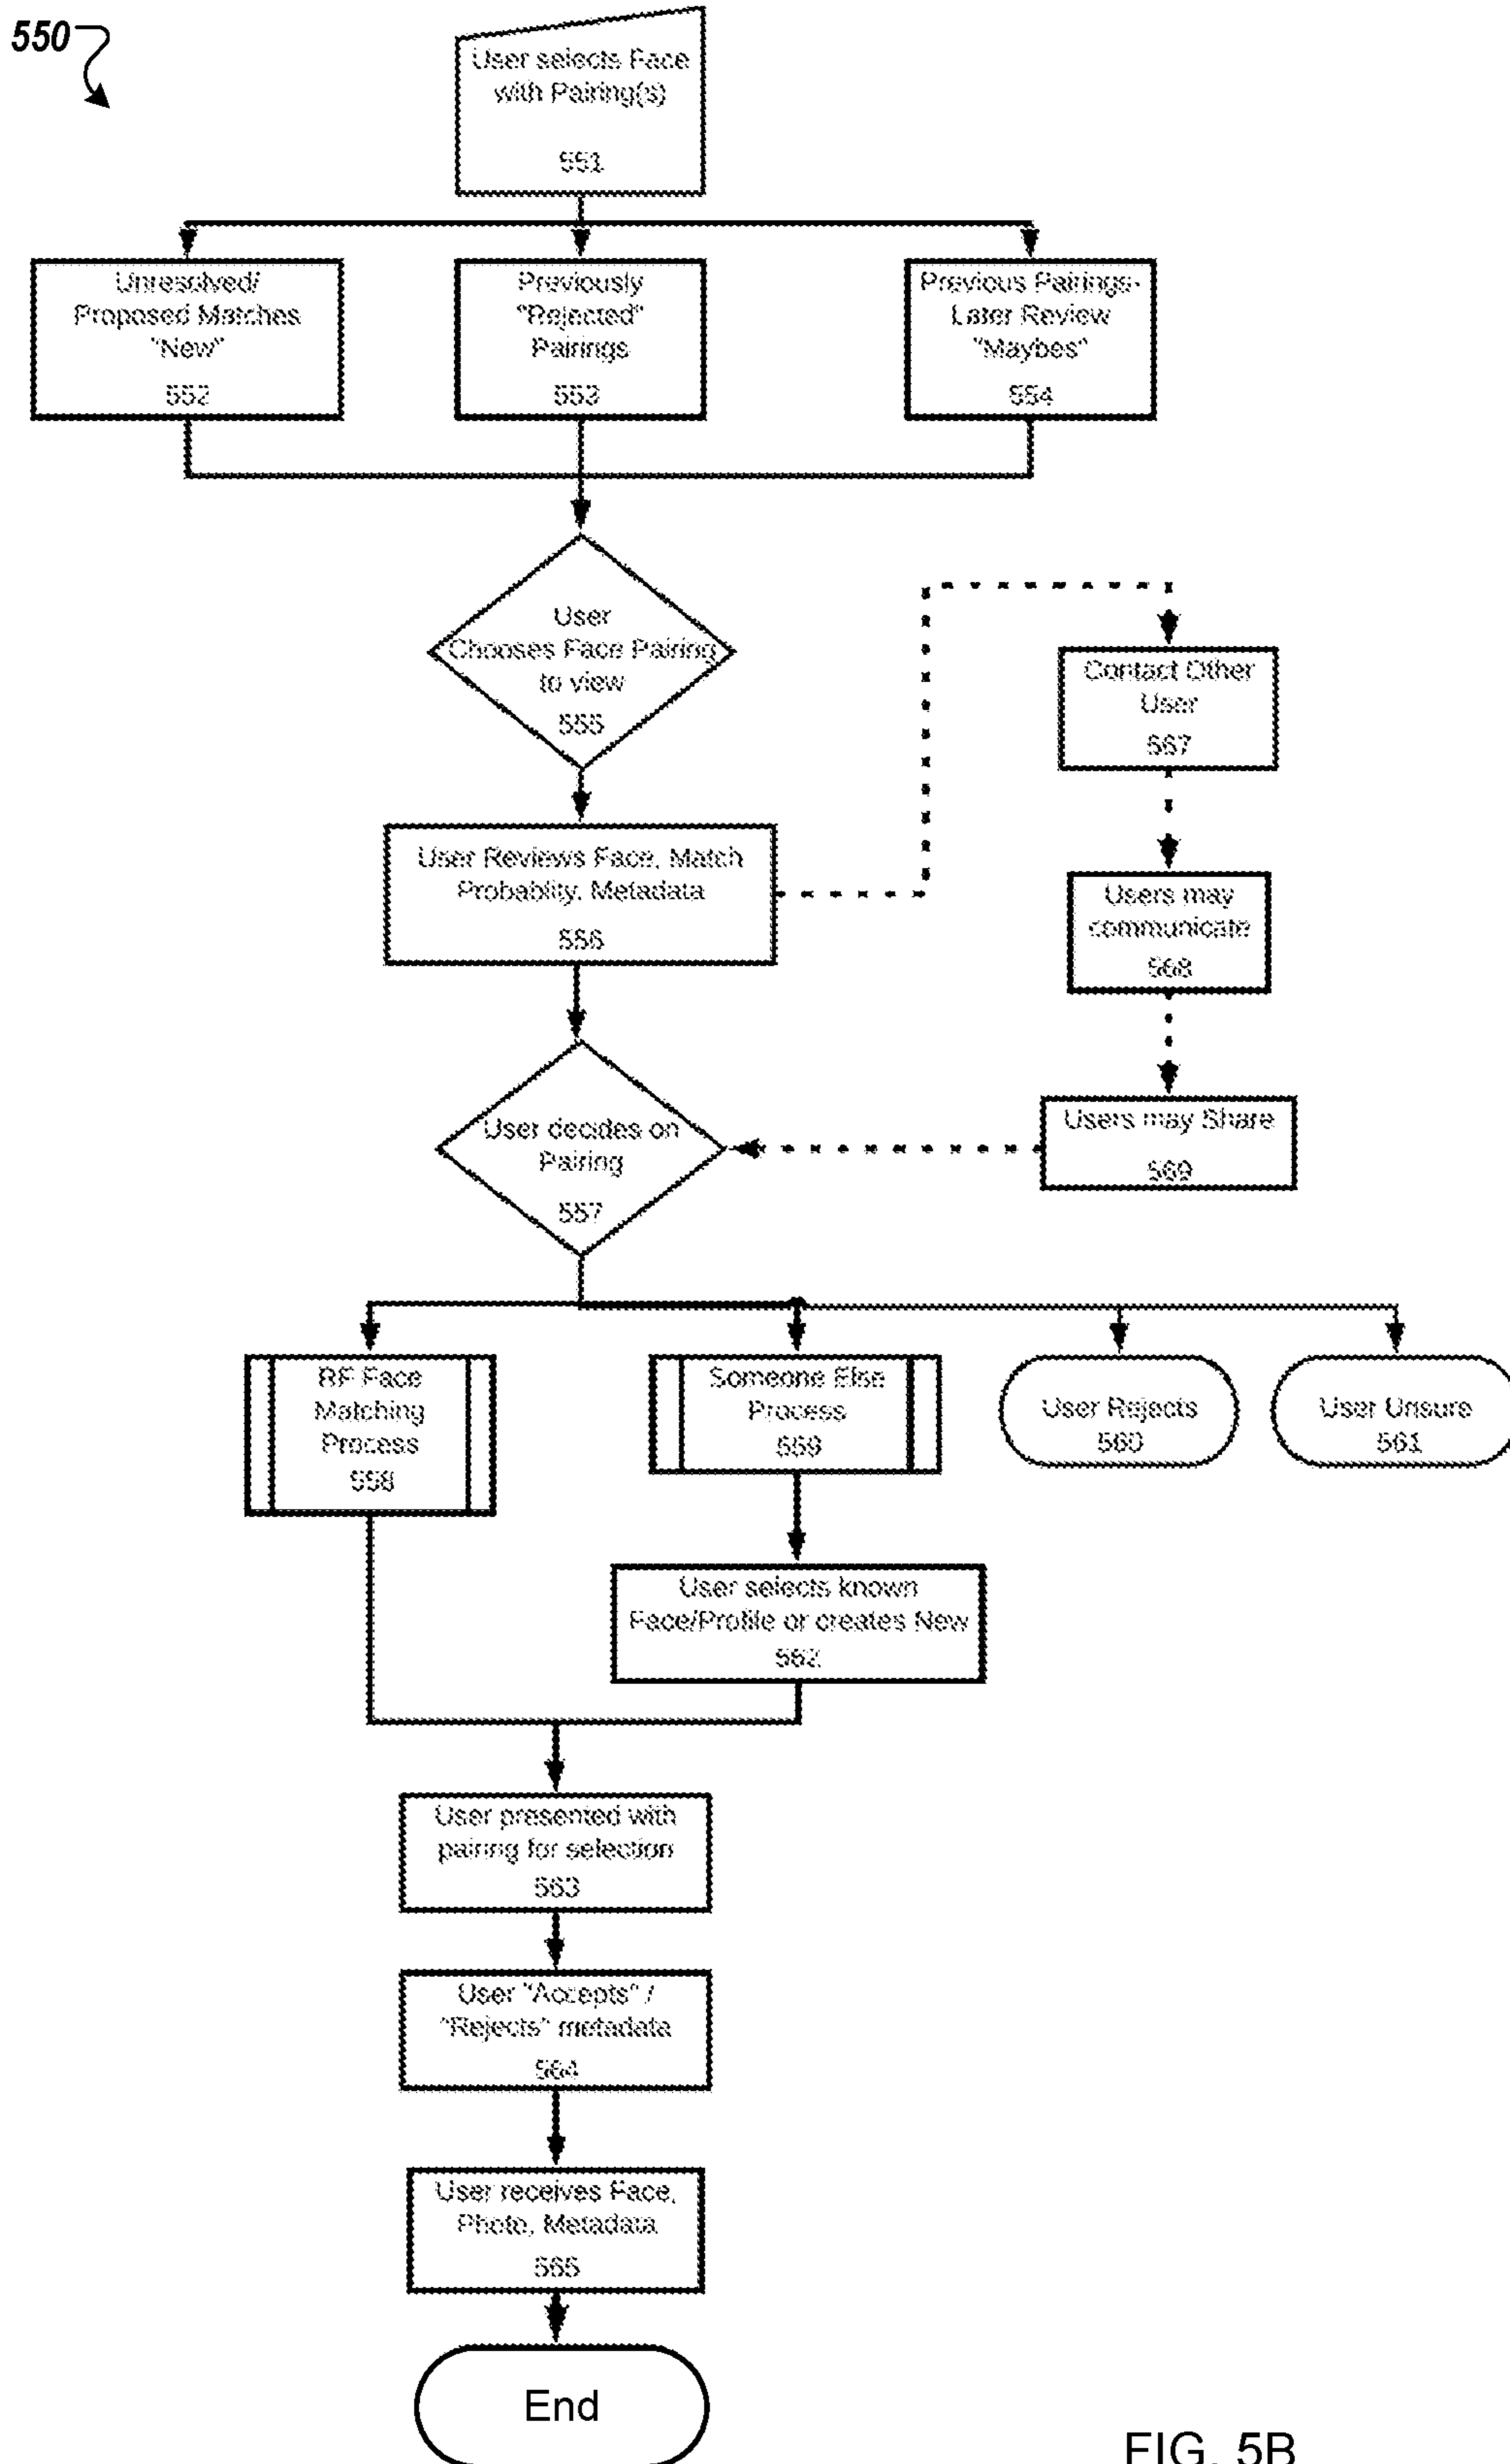 550
User selects Face
with Pairing(s)
551
Unresolved/
Proposed Matches
"New"
552
Previously
"Rejected"
Pairings
553
Previous Pairings-
Later Review
"Maybes"
554
User
Chooses Face Pairing
to view
555
Contact Other
User
567
User Reviews Face, Match
Probablity, Metadata
556
Users may
communicate
568
User decides on
Pairing
557
Users may Share
569
RF Face
Matching
Process
558
Someone Else
Process
559
User Rejects
560
User Unsure
561
User selects known
Face/Profile or creates New
562
User presented with
pairing for selection
563
User "Accepts" /
"Rejects" metadata
564
User receives Face,
Photo, Metadata
565
End
FIG. 5B